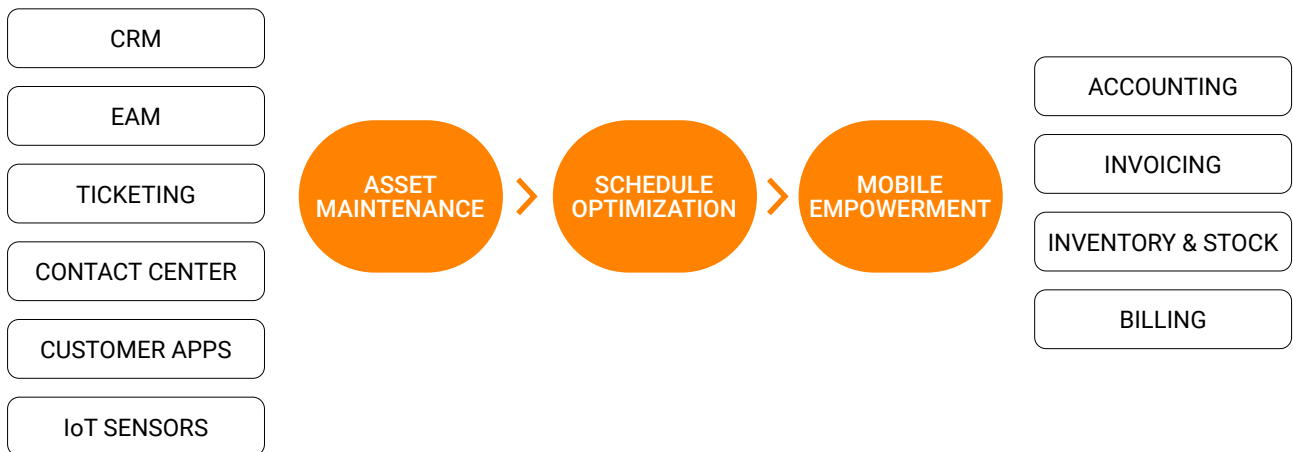 CRM
EAM
TICKETING
CONTACT CENTER
CUSTOMER APPS
IoT SENSORS
ASSET
MAINTENANCE
SCHEDULE
OPTIMIZATION
MOBILE
EMPOWERMENT
ACCOUNTING
INVOICING
INVENTORY & STOCK
BILLING